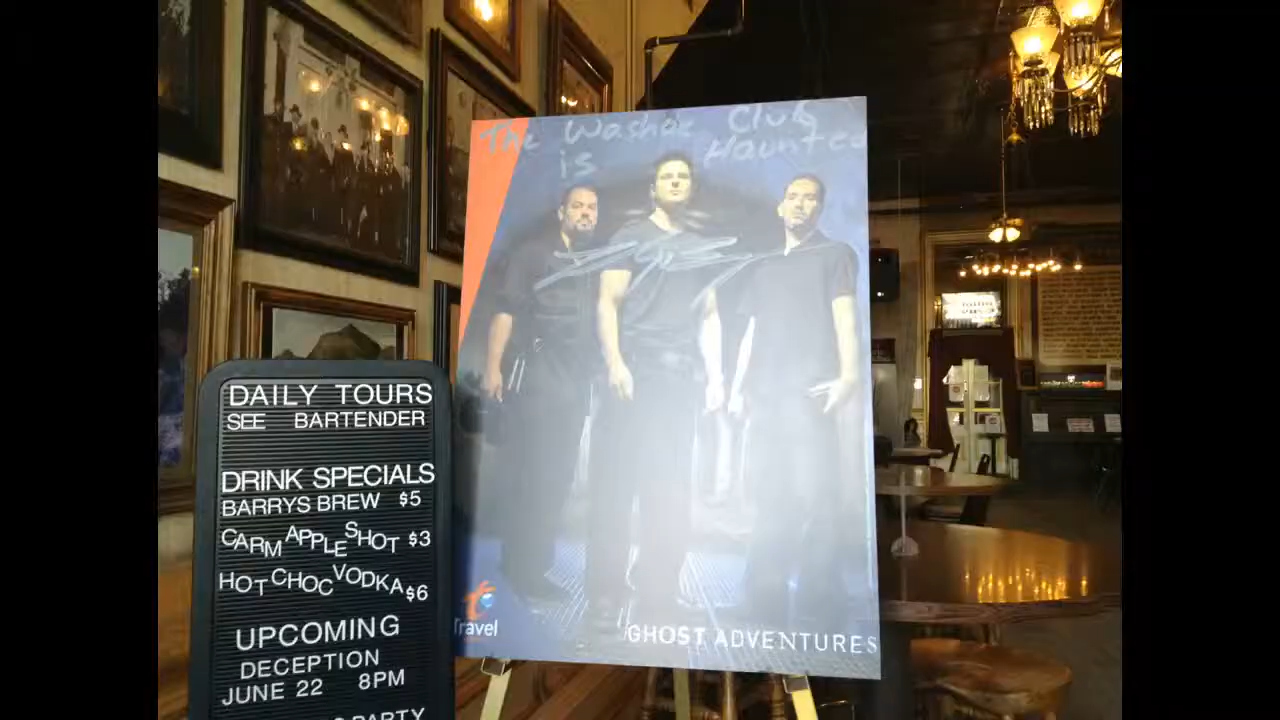 The Washoe Club
is Haunted
DAILY TOURS
SEE BARTENDER
DRINK SPECIALS
BARRYS BREW $5
CARM APPLE SHOT $3
HOT CHOC VODKA $6
UPCOMING
DECEPTION
JUNE 22 8PM
PARTY
Travel
GHOST ADVENTURES